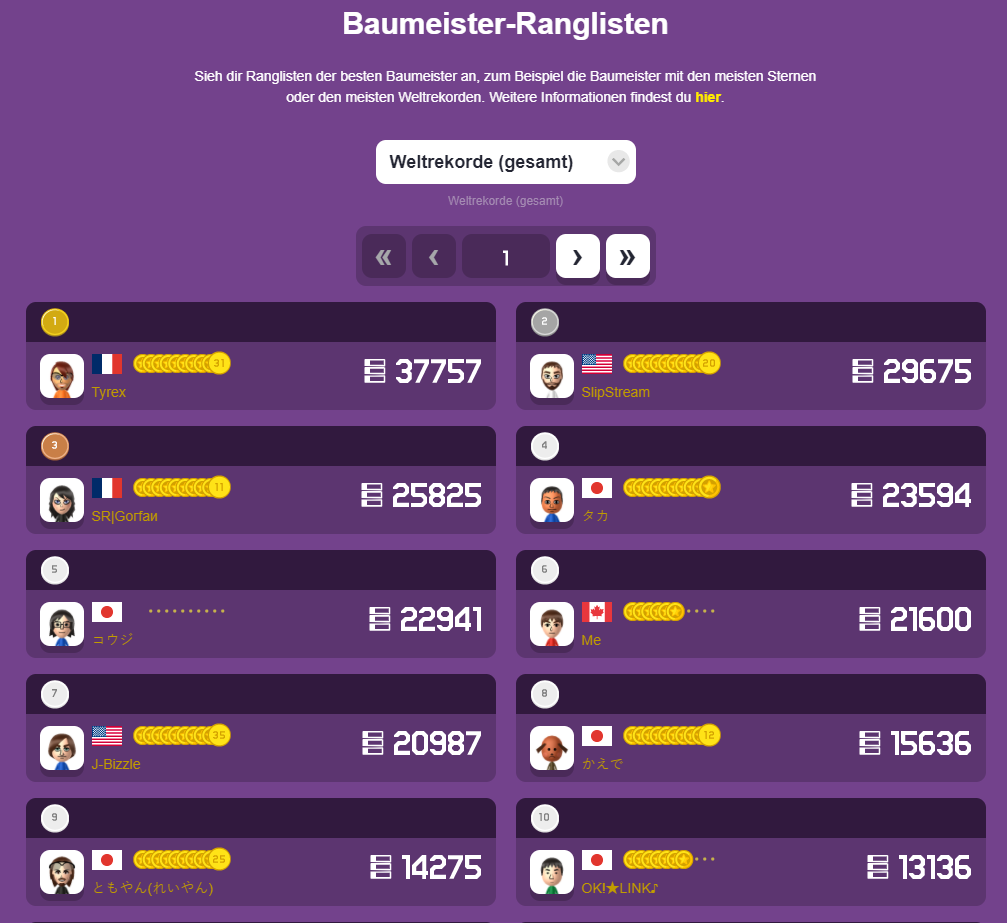 Baumeister-Ranglisten
Sieh dir Ranglisten der besten Baumeister an, zum Beispiel die Baumeister mit den meisten Sternen
oder den meisten Weltrekorden. Weitere Informationen findest du hier.
Weltrekorde (gesamt)
Weltrekorde (gesamt)
« ‹ 1 › »
1
31
37757
Tyrex
2
20
29675
SlipStream
3
11
25825
SR|Gorfaи
4
23594
タカ
5
22941
コウジ
6
21600
Me
7
35
20987
J-Bizzle
8
12
15636
かえで
9
25
14275
ともやん(れいやん)
10
13136
OK!★LINK♪